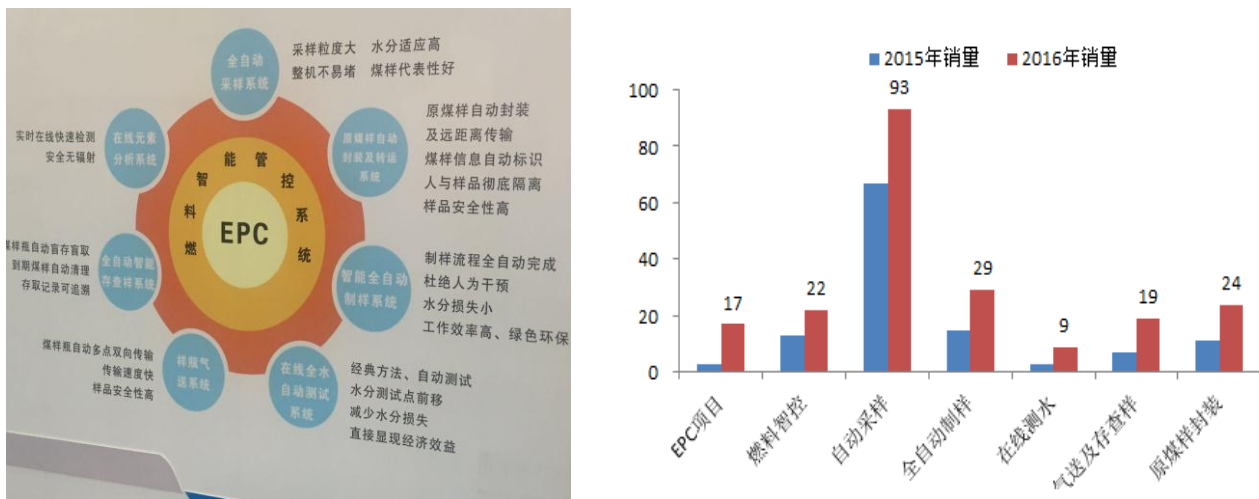 全自动
采样系统
采样粒度大 水分适应高
整机不易堵 煤样代表性好
原煤样自动
封装及转运
系统
原煤样自动封装
及远距离传输
煤样信息自动标识
人与样品彻底隔离
样品安全性高
智能全自动
制样系统
制样流程全自动完成
杜绝人为干预
水分损失小
工作效率高、绿色环保
在线全水
自动测试
系统
经典方法、自动测试
水分测试点前移
减少水分损失
直接显现经济效益
样瓶气
送系统
煤样瓶自动多点双向传输
传输速度快
样品安全性高
全自动智能
存查样系统
煤样瓶自动盲存盲取
到期煤样自动清理
存取记录可追溯
在线元素
分析系统
实时在线快速检测
安全无辐射
燃料智能管控系统
EPC
2015年销量 2016年销量
100
80
60
40
20
0
17
22
93
29
9
19
24
EPC项目
燃料智控
自动采样
全自动制样
在线测水
气送及存查样
原煤样封装